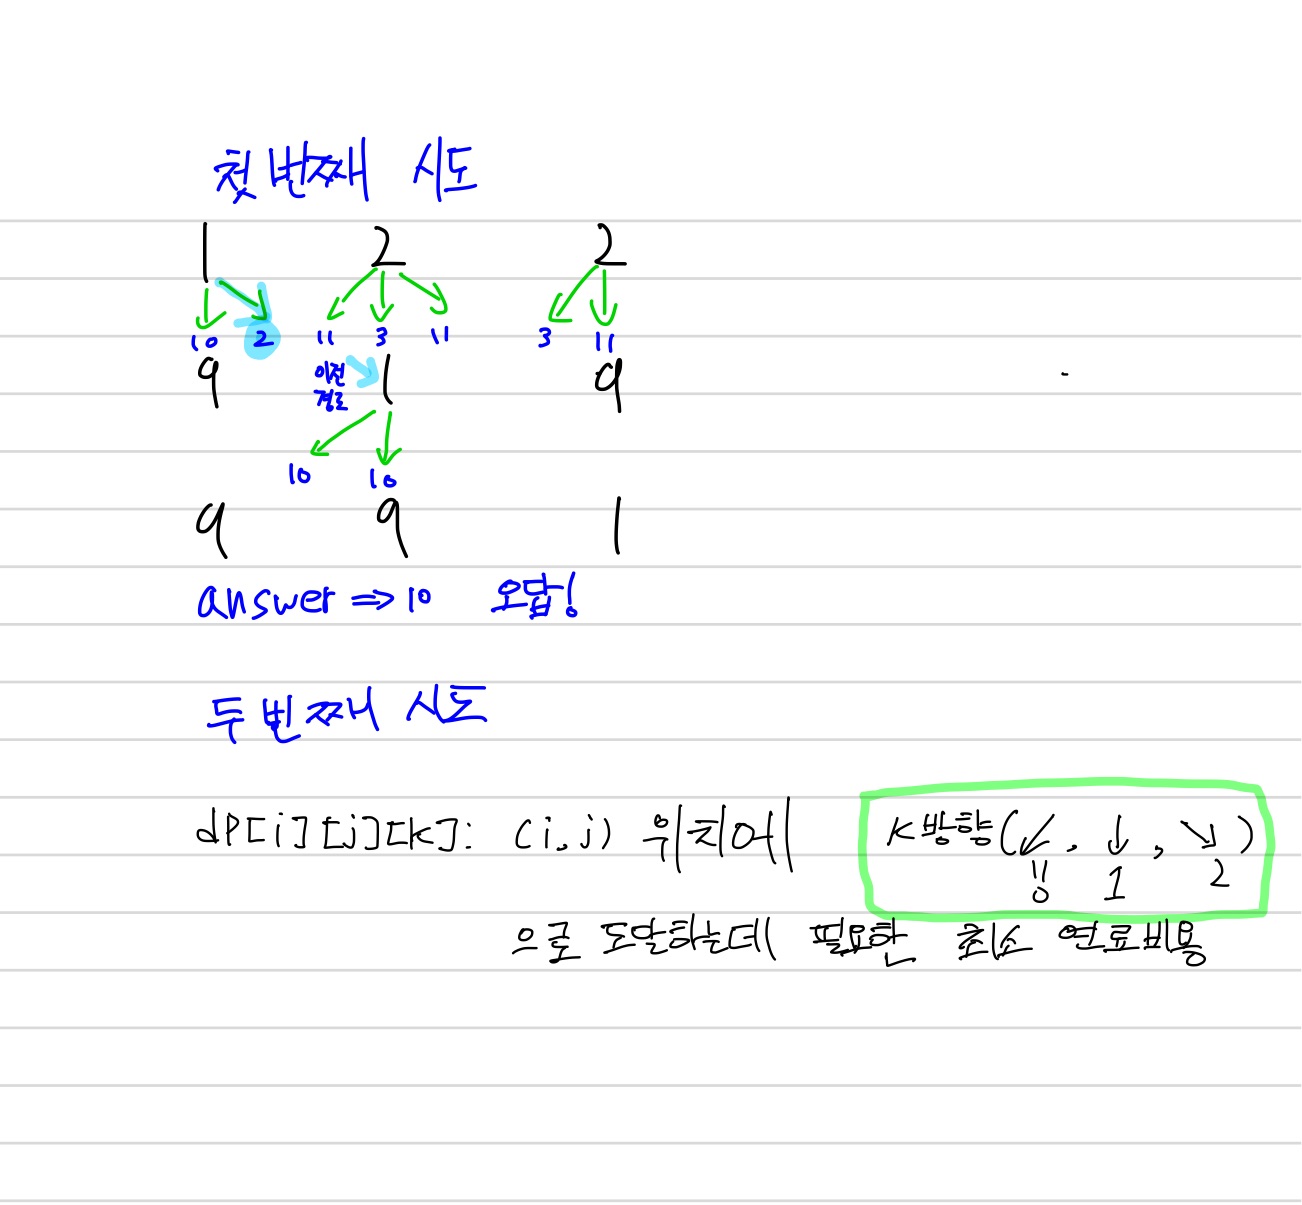 첫번째 시도
1 2 2
10 2 11 3 11 3 11
9 이전 1 9
경로
10 10
9 9 1
answer ⇒ 10 오답!
두번째 시도
dP[i][j][k]: (i,j) 위치에 K방향(↙, ↓, ↘)
0 1 2
으로 도달하는데 필요한 최소 연료비용